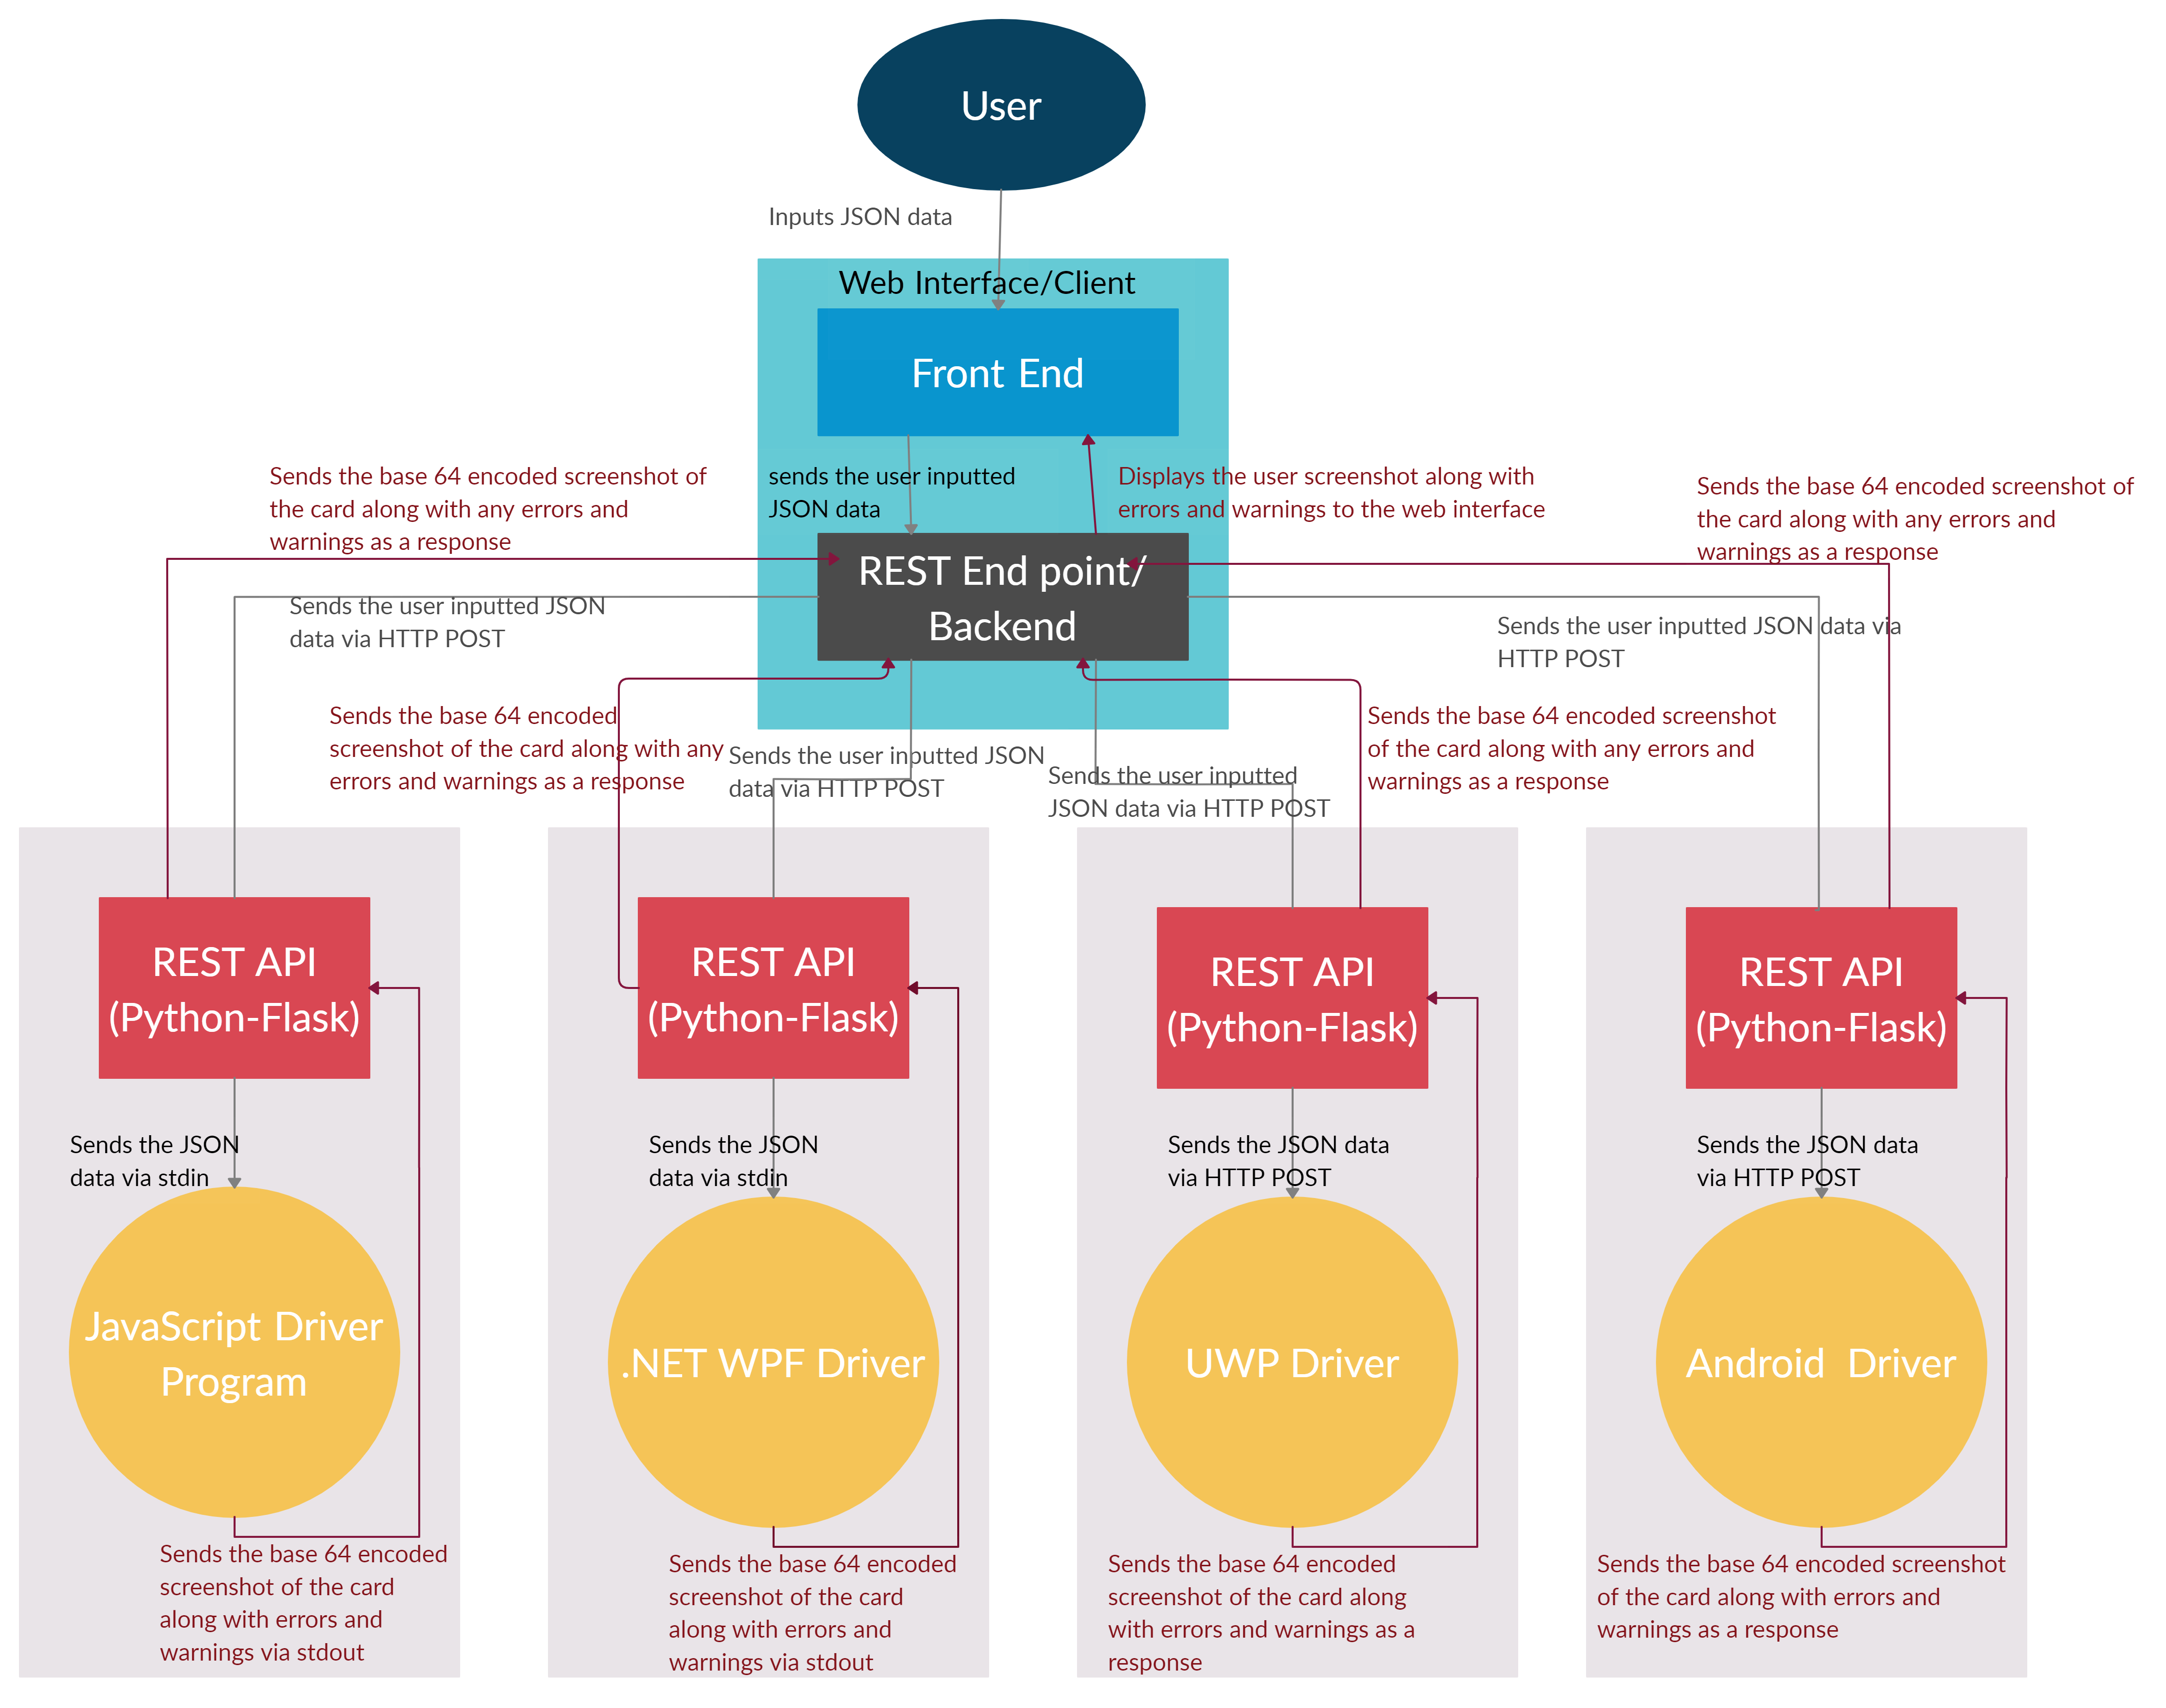 User
Inputs JSON data
Web Interface/Client
Front End
Sends the base 64 encoded screenshot of
the card along with any errors and
warnings as a response
sends the user inputted
JSON data
Displays the user screenshot along with
errors and warnings to the web interface
Sends the base 64 encoded screenshot of
the card along with any errors and
warnings as a response
REST End point/
Backend
Sends the user inputted JSON
data via HTTP POST
Sends the user inputted JSON data via
HTTP POST
Sends the base 64 encoded
screenshot of the card along with any
errors and warnings as a response
Sends the user inputted JSON
data via HTTP POST
Sends the user inputted
JSON data via HTTP POST
Sends the base 64 encoded screenshot
of the card along with any errors and
warnings as a response
REST API
(Python-Flask)
REST API
(Python-Flask)
REST API
(Python-Flask)
REST API
(Python-Flask)
Sends the JSON
data via stdin
Sends the JSON
data via stdin
Sends the JSON data
via HTTP POST
Sends the JSON data
via HTTP POST
JavaScript Driver
Program
.NET WPF Driver
UWP Driver
Android Driver
Sends the base 64 encoded
screenshot of the card
along with errors and
warnings via stdout
Sends the base 64 encoded
screenshot of the card
along with errors and
warnings via stdout
Sends the base 64 encoded
screenshot of the card along
with errors and warnings as a
response
Sends the base 64 encoded screenshot
of the card along with errors and
warnings as a response